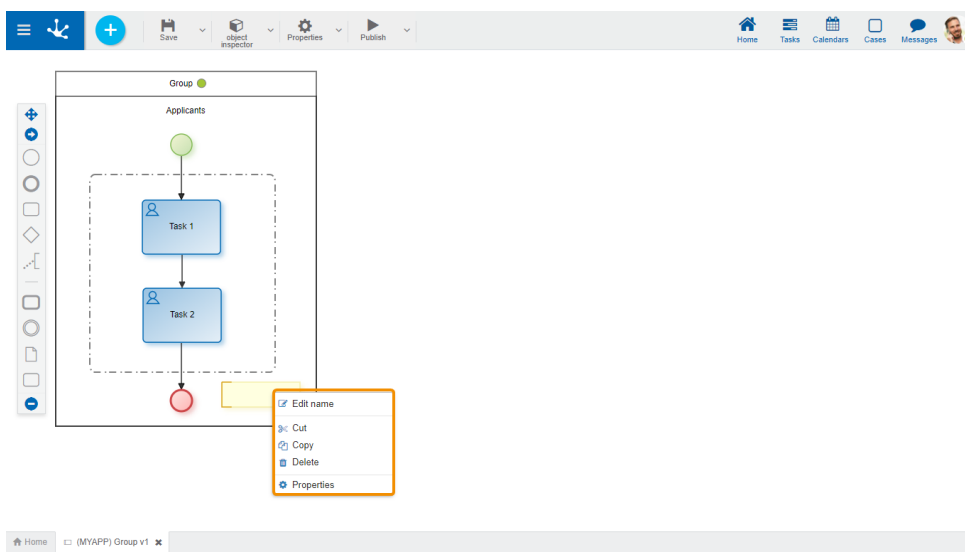 Save
object
inspector
Properties
Publish
Home
Tasks
Calendars
Cases
Messages
Group
Applicants
Task 1
Task 2
Edit name
Cut
Copy
Delete
Properties
Home
(MYAPP) Group v1